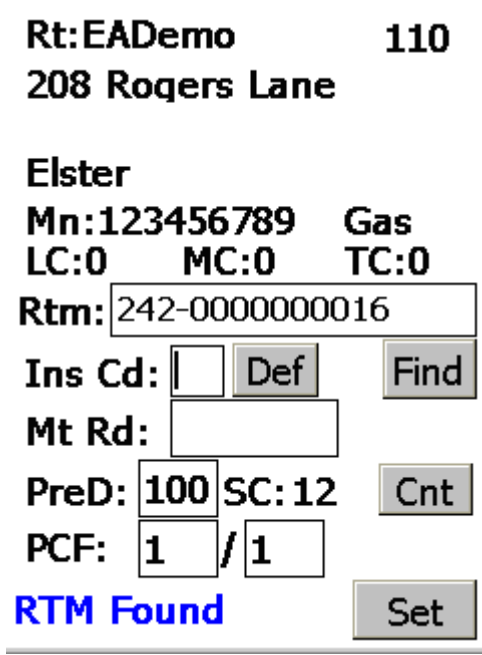 Rt:EADemo 110
208 Rogers Lane
Elster
Mn:123456789 Gas
LC:0 MC:0 TC:0
Rtm: 242-0000000016
Ins Cd: Def Find
Mt Rd:
PreD: 100 SC:12 Cnt
PCF: 1 / 1
RTM Found Set